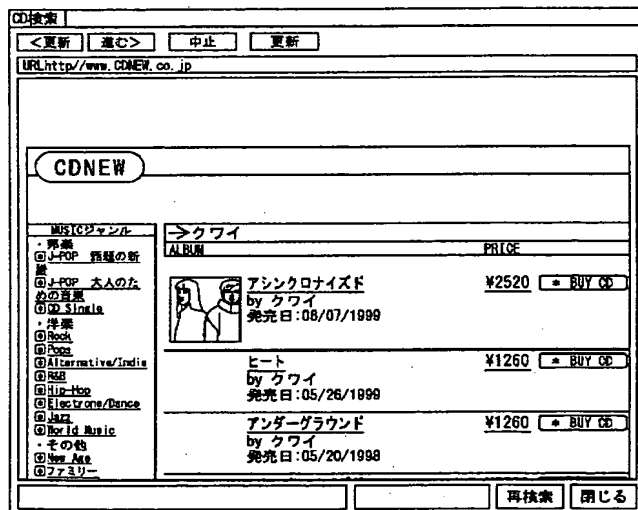 CD検索
<更新 進む> 中止 更新
URLhttp//www.CDNEW.co.jp
CDNEW
MUSICジャンル
・邦楽
J-POP 話題の新
譜
J-POP 大人のた
めの音楽
CD Single
・洋楽
Rock
Pops
Alternative/Indie
R&B
Hip-Hop
Electrone/Dance
Jazz
World Music
・その他
New Age
ファミリー
→クワイ
ALBUM PRICE
アシンクロナイズド ¥2520 * BUY CD
by クワイ
発売日:08/07/1999
ヒート ¥1260 * BUY CD
by クワイ
発売日:05/26/1999
アンダーグラウンド ¥1260 * BUY CD
by クワイ
発売日:05/20/1998
再検索 閉じる